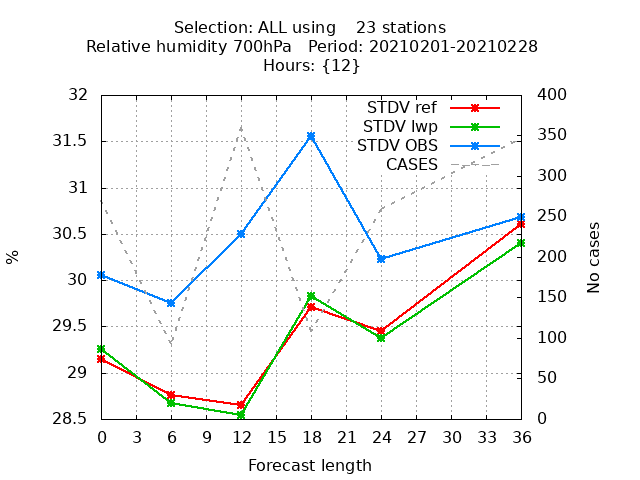 Selection: ALL using    23 stations
Relative humidity 700hPa   Period: 20210201-20210228
Hours: {12}
STDV ref
STDV lwp
STDV OBS
CASES
32
31.5
31
30.5
30
29.5
29
28.5
%
400
350
300
250
200
150
100
50
0
No cases
0 3 6 9 12 15 18 21 24 27 30 33 36
Forecast length